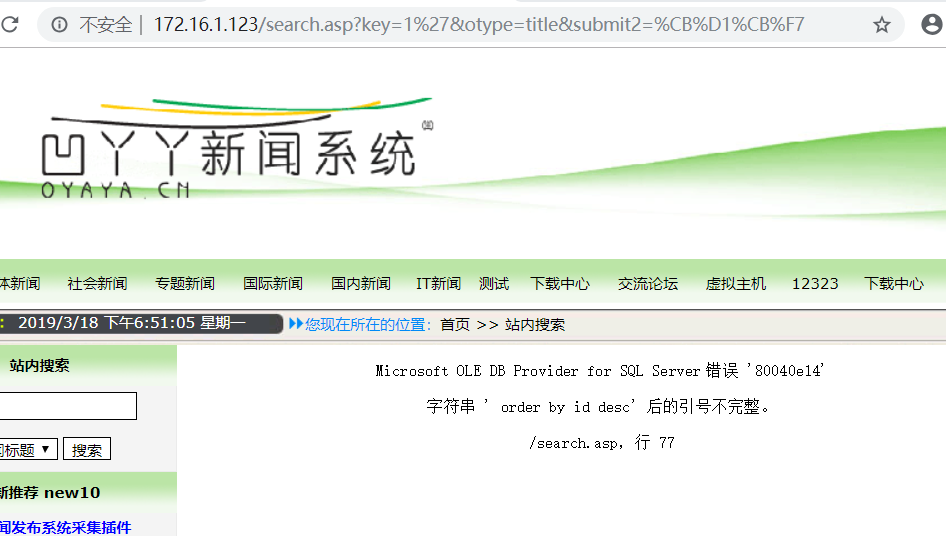 不安全 | 172.16.1.123/search.asp?key=1%27&otype=title&submit2=%CB%D1%CB%F7
凹丫丫新闻系统
OYAYA.CN
体新闻 社会新闻 专题新闻 国际新闻 国内新闻 IT新闻 测试 下载中心 交流论坛 虚拟主机 12323 下载中心
: 2019/3/18 下午6:51:05 星期一 您现在所在的位置： 首页 >> 站内搜索
站内搜索
Microsoft OLE DB Provider for SQL Server 错误 '80040e14'
字符串 ' order by id desc' 后的引号不完整。
/search.asp，行 77
闻标题 搜索
新推荐 new10
闻发布系统采集插件